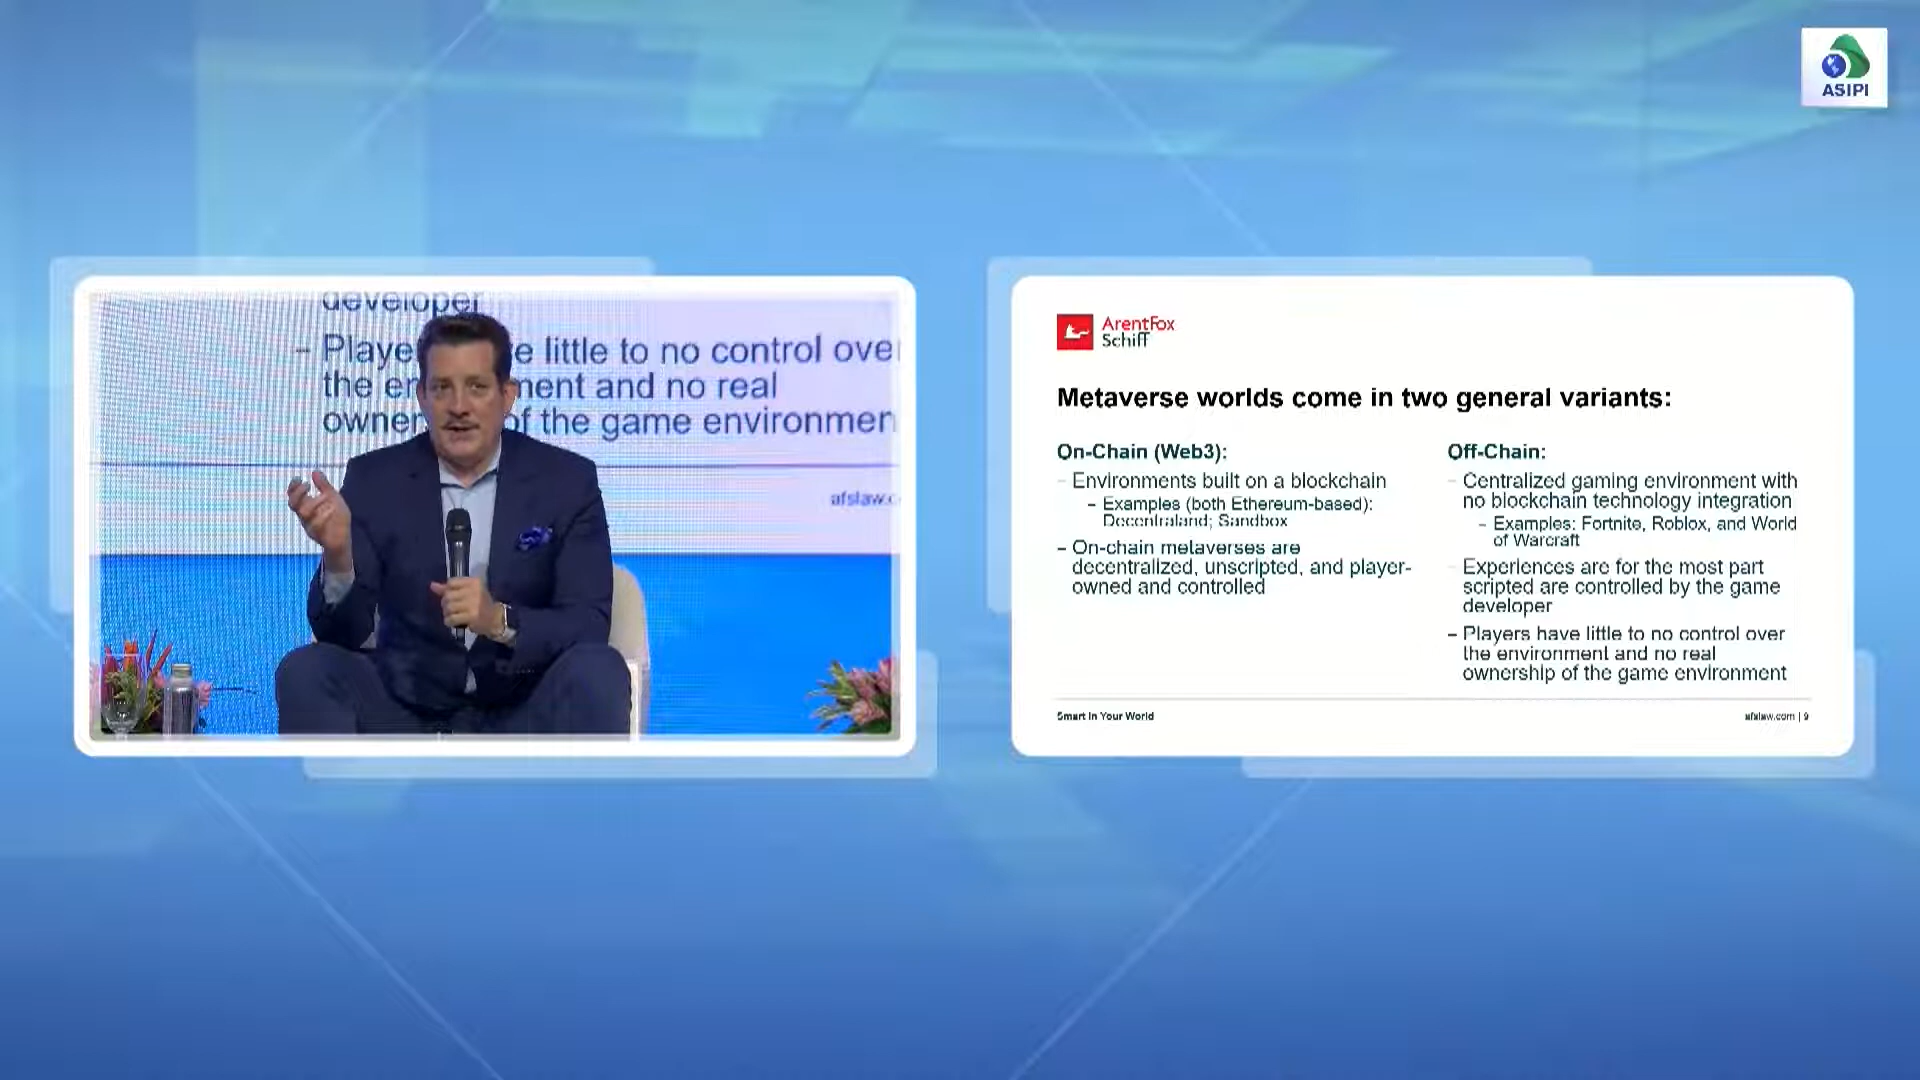 ASIPI
developer
– Playe e little to no control over
the en ment and no real
owner of the game environmen
afslaw.c
ArentFox
Schiff
Metaverse worlds come in two general variants:
On-Chain (Web3):
– Environments built on a blockchain
– Examples (both Ethereum-based):
Decentraland; Sandbox
– On-chain metaverses are
decentralized, unscripted, and player-
owned and controlled
Off-Chain:
– Centralized gaming environment with
no blockchain technology integration
– Examples: Fortnite, Roblox, and World
of Warcraft
– Experiences are for the most part
scripted are controlled by the game
developer
– Players have little to no control over
the environment and no real
ownership of the game environment
Smart In Your World
afslaw.com | 9